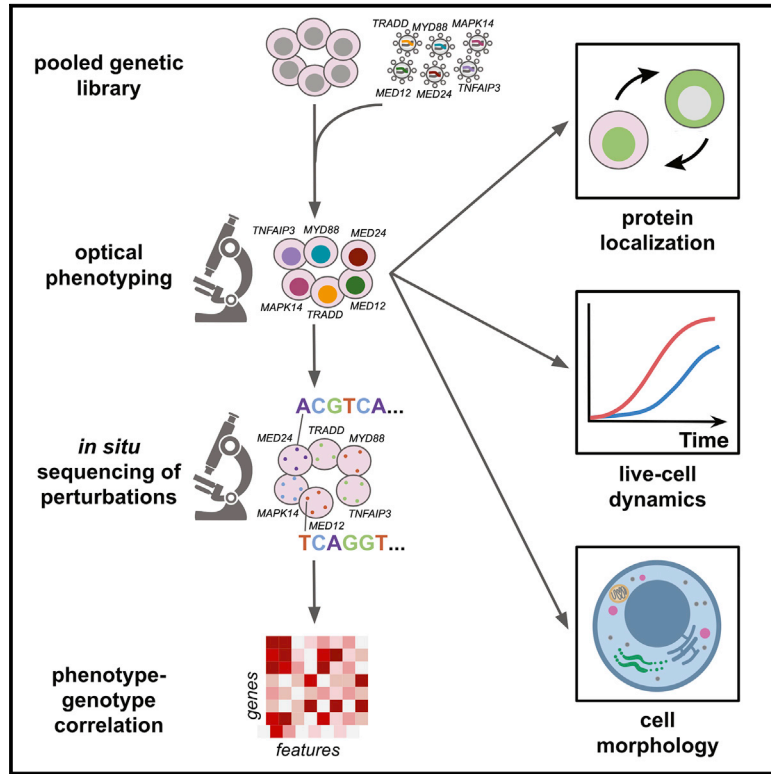 pooled genetic
library
TRADD
MYD88
MAPK14
MED12
MED24
TNFAIP3
optical
phenotyping
TNFAIP3
MYD88
MED24
MAPK14
TRADD
MED12
in situ
sequencing of
perturbations
ACGTCA...
MED24
TRADD
MYD88
MAPK14
MED12
TNFAIP3
TCAGGT...
phenotype-
genotype
correlation
genes
features
protein
localization
Time
live-cell
dynamics
cell
morphology